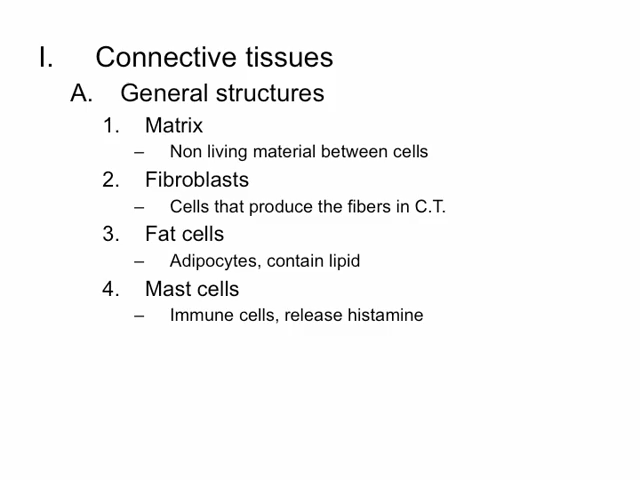 I. Connective tissues
A. General structures
1. Matrix
– Non living material between cells
2. Fibroblasts
– Cells that produce the fibers in C.T.
3. Fat cells
– Adipocytes, contain lipid
4. Mast cells
– Immune cells, release histamine